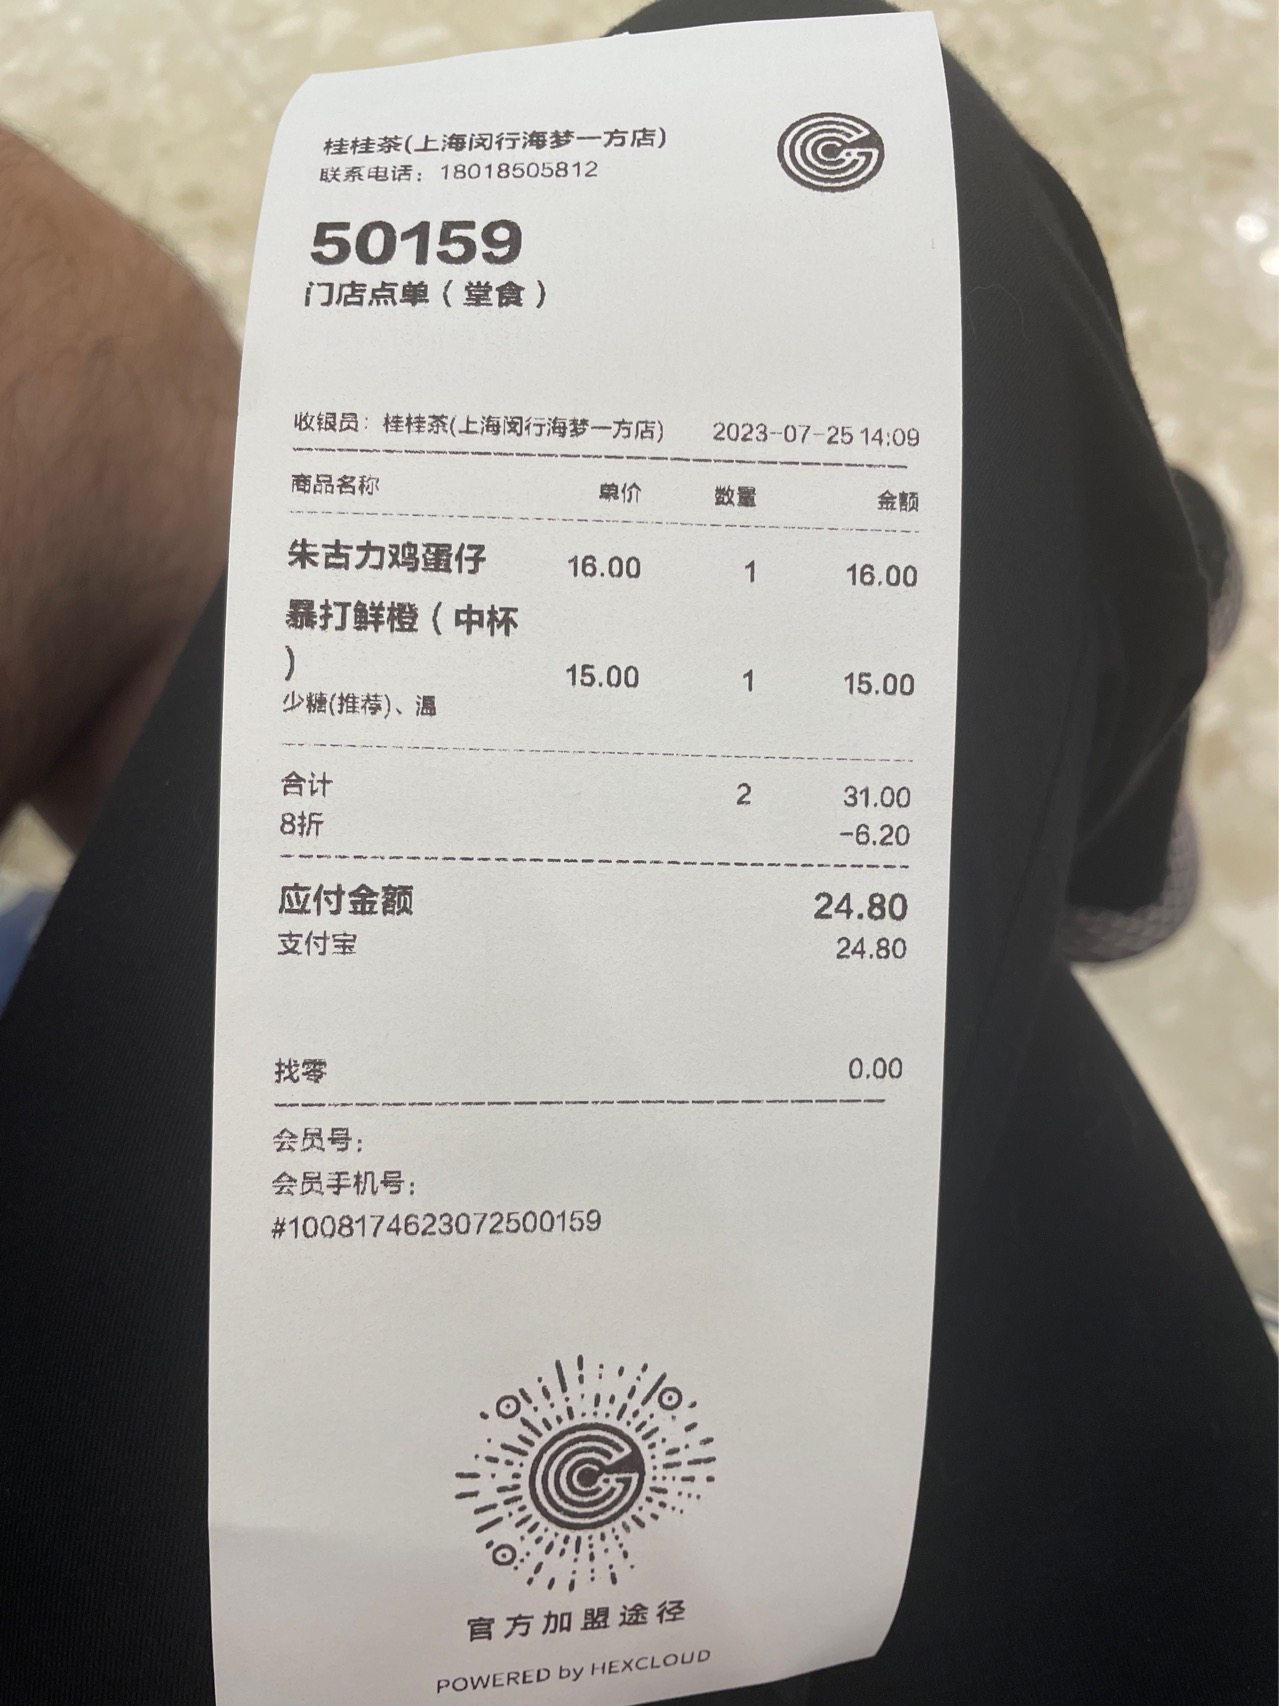 桂桂茶(上海闵行海梦一方店)
联系电话：18018505812
50159
门店点单（堂食）
收银员：桂桂茶(上海闵行海梦一方店) 2023-07-25 14:09
商品名称 单价 数量 金额
朱古力鸡蛋仔 16.00 1 16.00
暴打鲜橙（中杯
） 15.00 1 15.00
少糖(推荐)、温
合计 2 31.00
8折 -6.20
应付金额 24.80
支付宝 24.80
找零 0.00
会员号：
会员手机号：
#1008174623072500159
官方加盟途径
POWERED by HEXCLOUD